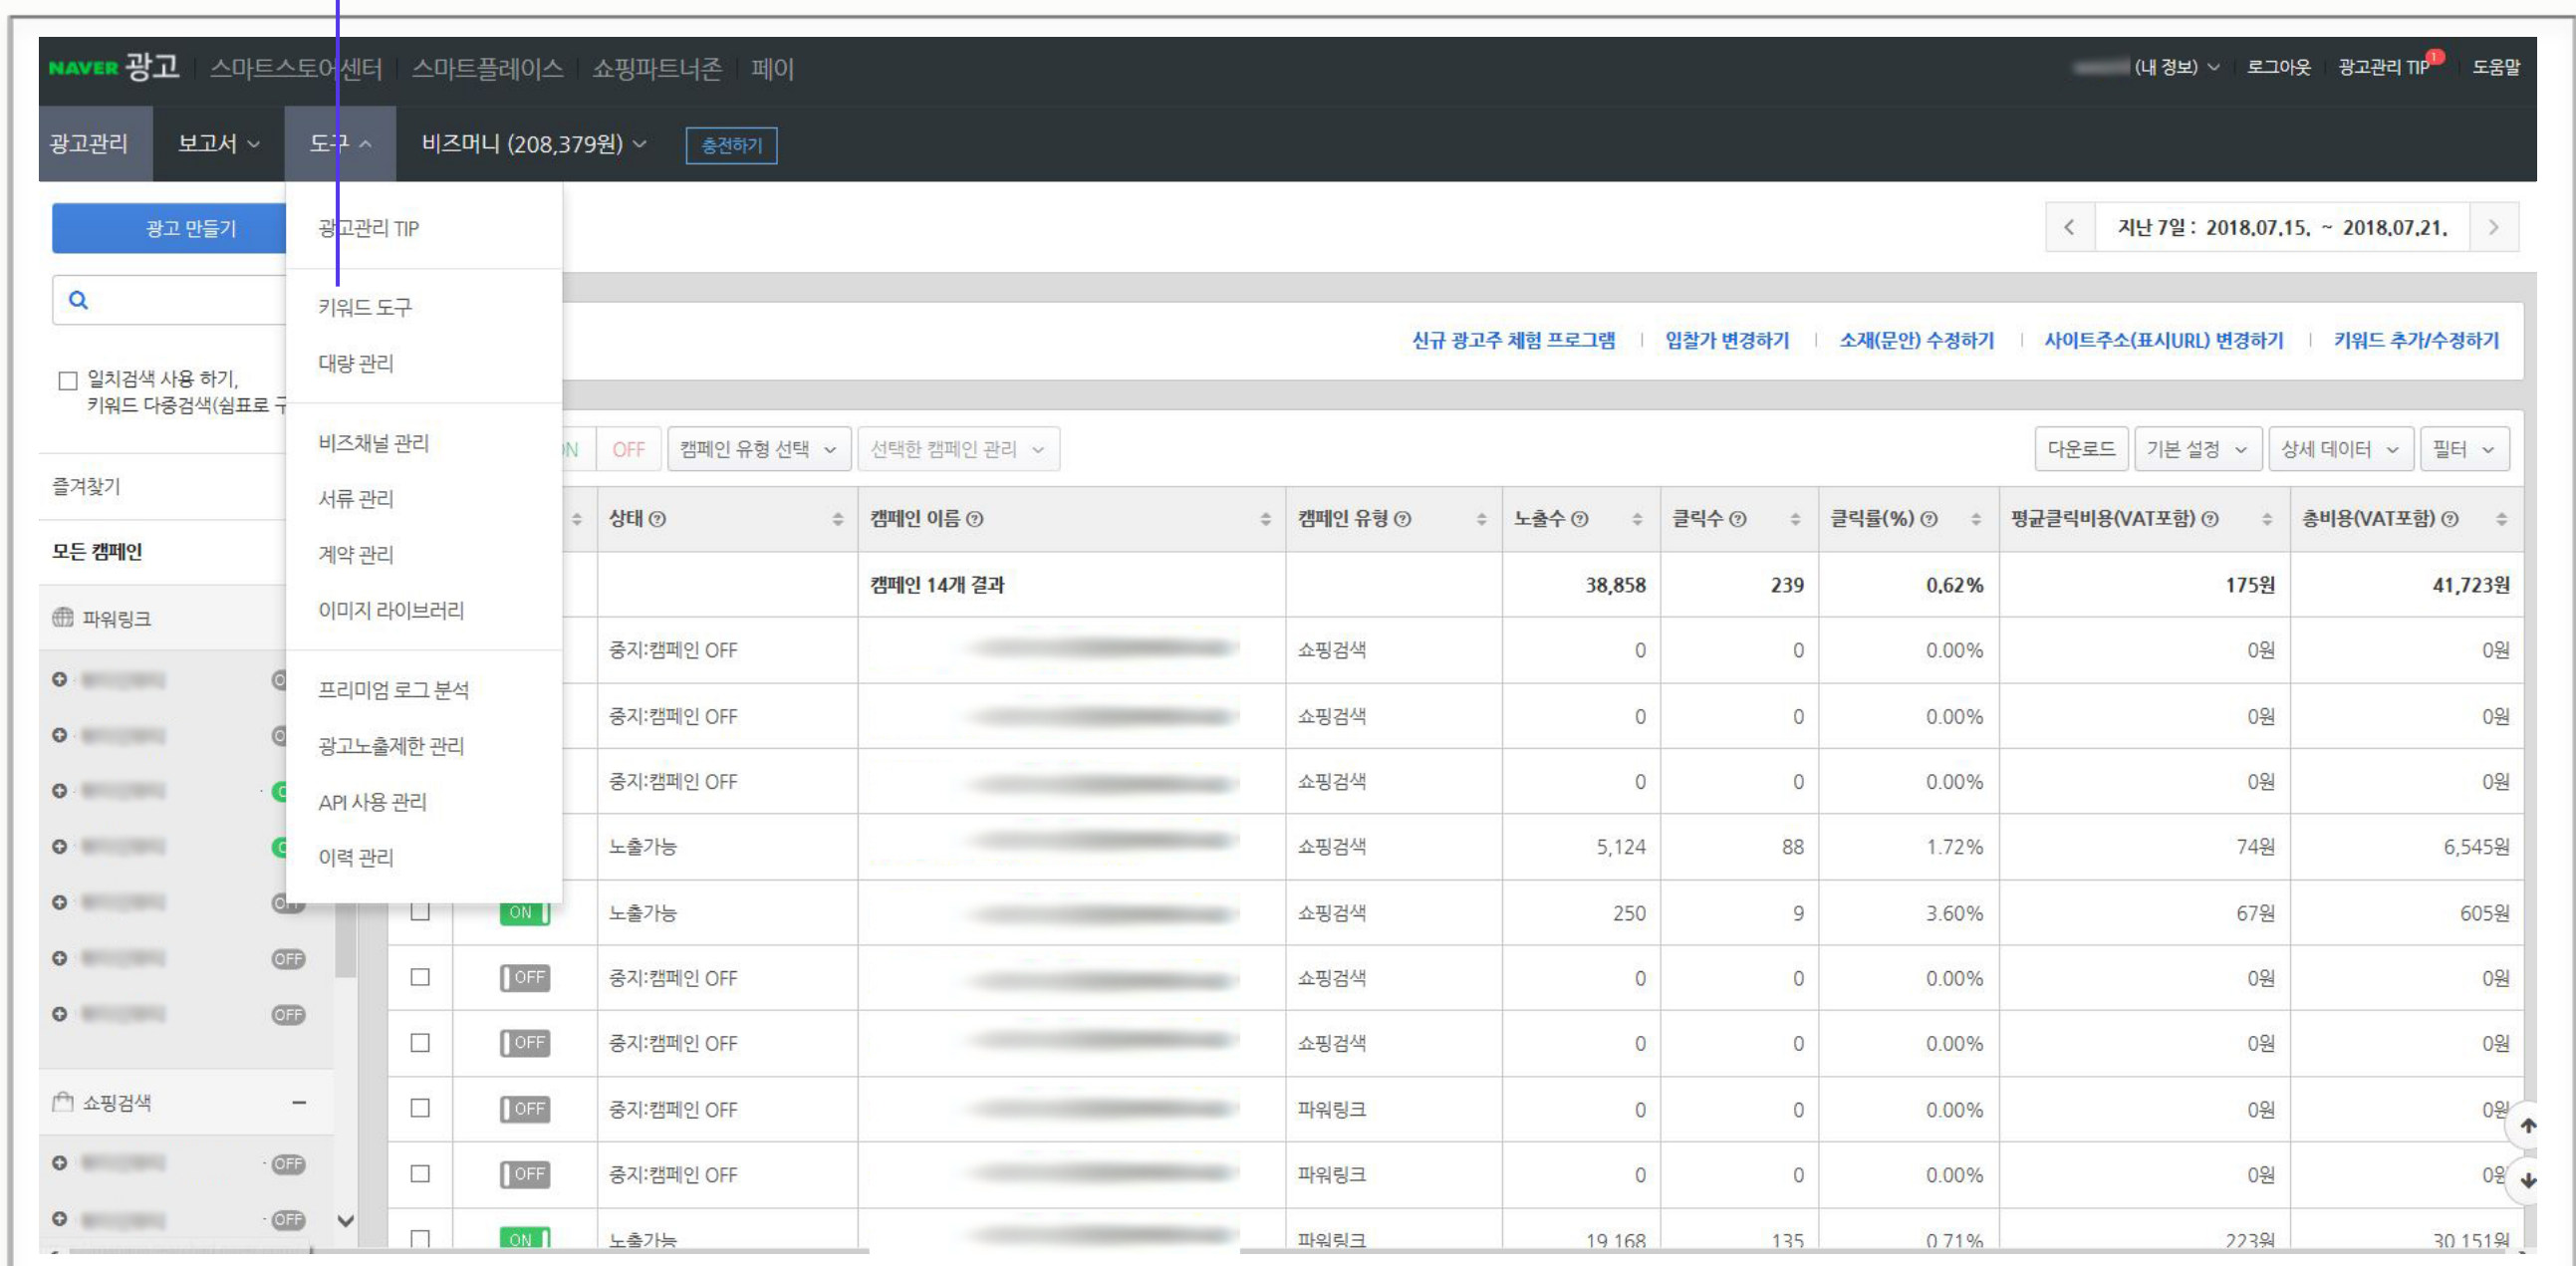 NAVER 광고 스마트스토어센터 스마트플레이스 쇼핑파트너존 페이 (내 정보) 로그아웃 광고관리 TIP 1 도움말
광고관리 보고서 도구 비즈머니 (208,379원) 충전하기
광고 만들기
지난 7일 : 2018.07.15. ~ 2018.07.21.
일치검색 사용 하기,
키워드 다중검색(쉼표로 구
즐겨찾기
모든 캠페인
파워링크
OFF
OFF
OFF
쇼핑검색
OFF
OFF
광고관리 TIP
키워드 도구
대량 관리
비즈채널 관리
서류 관리
계약 관리
이미지 라이브러리
프리미엄 로그 분석
광고노출제한 관리
API 사용 관리
이력 관리
신규 광고주 체험 프로그램 입찰가 변경하기 소재(문안) 수정하기 사이트주소(표시URL) 변경하기 키워드 추가/수정하기
ON OFF 캠페인 유형 선택 선택한 캠페인 관리 다운로드 기본 설정 상세 데이터 필터
상태 캠페인 이름 캠페인 유형 노출수 클릭수 클릭률(%) 평균클릭비용(VAT포함) 총비용(VAT포함)
캠페인 14개 결과 38,858 239 0.62% 175원 41,723원
중지:캠페인 OFF 쇼핑검색 0 0 0.00% 0원 0원
중지:캠페인 OFF 쇼핑검색 0 0 0.00% 0원 0원
중지:캠페인 OFF 쇼핑검색 0 0 0.00% 0원 0원
노출가능 쇼핑검색 5,124 88 1.72% 74원 6,545원
ON 노출가능 쇼핑검색 250 9 3.60% 67원 605원
OFF 중지:캠페인 OFF 쇼핑검색 0 0 0.00% 0원 0원
OFF 중지:캠페인 OFF 쇼핑검색 0 0 0.00% 0원 0원
OFF 중지:캠페인 OFF 파워링크 0 0 0.00% 0원 0원
OFF 중지:캠페인 OFF 파워링크 0 0 0.00% 0원 0원
ON 노출가능 파워링크 19,168 135 0.71% 223원 30,151원